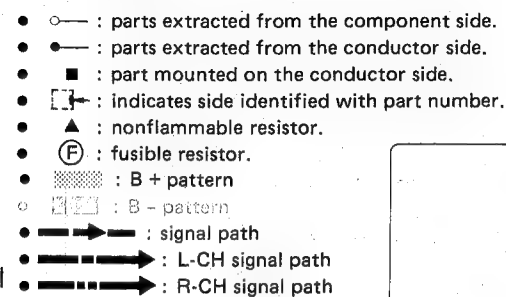 : parts extracted from the component side.
: parts extracted from the conductor side.
: part mounted on the conductor side.
: indicates side identified with part number.
: nonflammable resistor.
F : fusible resistor.
: B + pattern
: B – pattern
: signal path
: L-CH signal path
: R-CH signal path